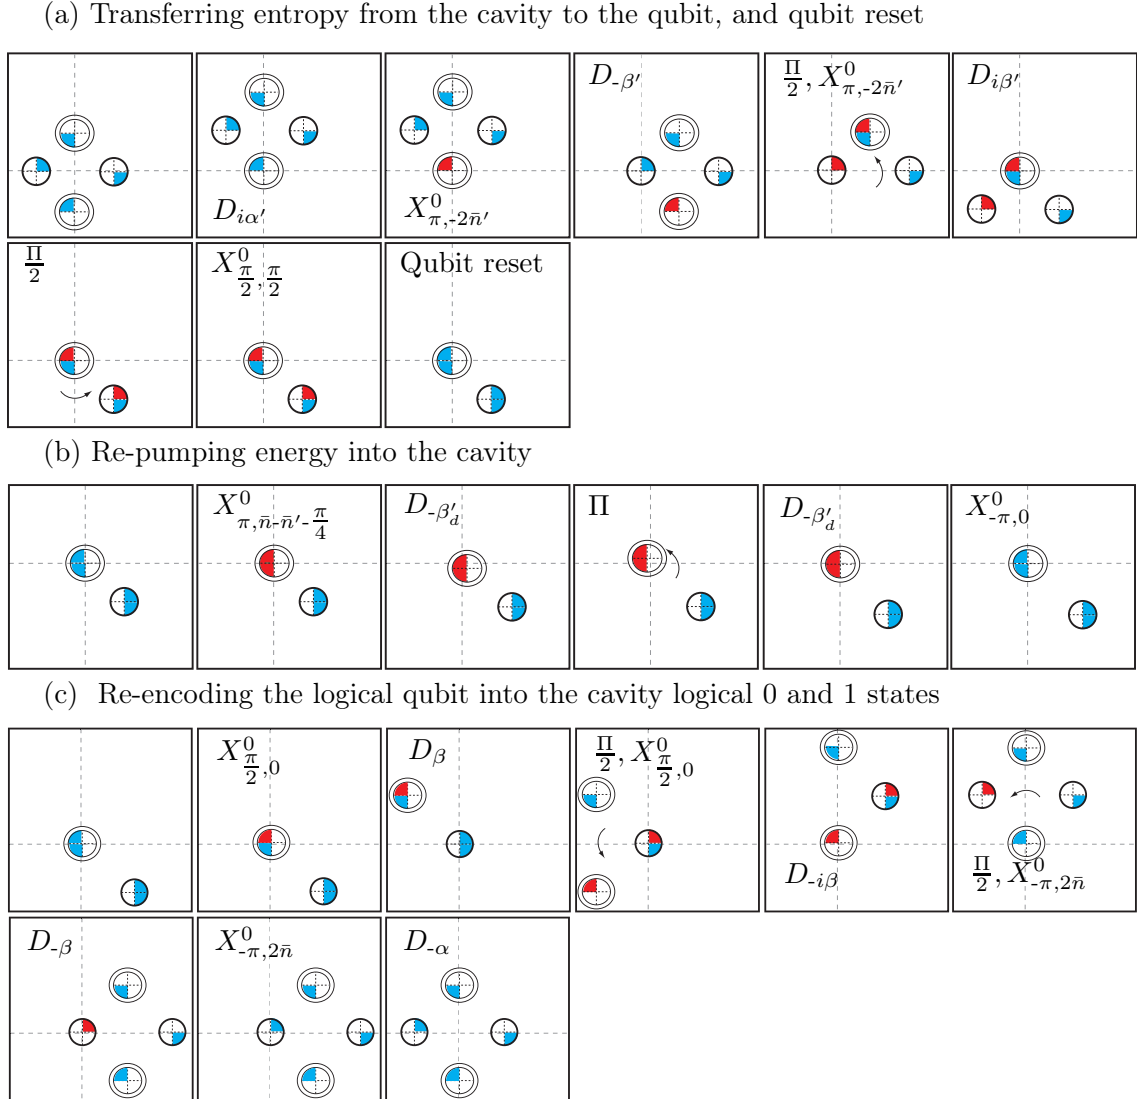 (a) Transferring entropy from the cavity to the qubit, and qubit reset
D_{iα′}
X^0_{π,-2n̄′}
D_{-β′}
Π/2, X^0_{π,-2n̄′}
D_{iβ′}
Π/2
X^0_{π/2,π/2}
Qubit reset
(b) Re-pumping energy into the cavity
X^0_{π,n̄-n̄′-π/4}
D_{-β′_d}
Π
D_{-β′_d}
X^0_{-π,0}
(c) Re-encoding the logical qubit into the cavity logical 0 and 1 states
X^0_{π/2,0}
D_β
Π/2, X^0_{π/2,0}
D_{-iβ}
Π/2, X^0_{-π,2n̄}
D_{-β}
X^0_{-π,2n̄}
D_{-α}